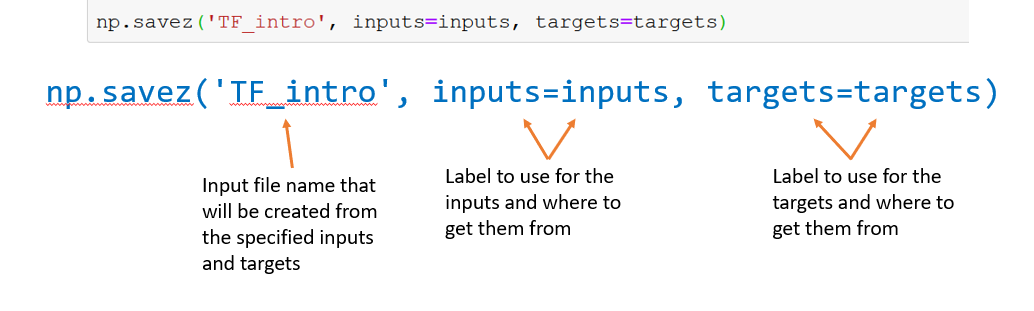 np.savez('TF_intro', inputs=inputs, targets=targets)
np.savez('TF_intro', inputs=inputs, targets=targets)
Input file name that
will be created from
the specified inputs
and targets
Label to use for the
inputs and where to
get them from
Label to use for the
targets and where to
get them from